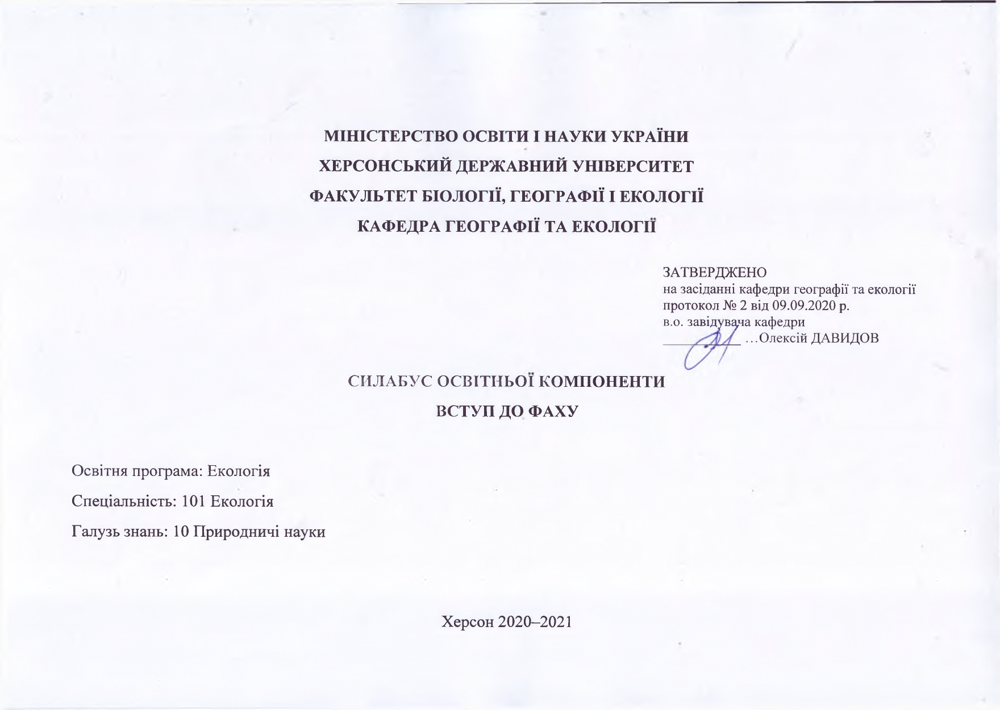 МІНІСТЕРСТВО ОСВІТИ І НАУКИ УКРАЇНИ
ХЕРСОНСЬКИЙ ДЕРЖАВНИЙ УНІВЕРСИТЕТ
ФАКУЛЬТЕТ БІОЛОГІЇ, ГЕОГРАФІЇ І ЕКОЛОГІЇ
КАФЕДРА ГЕОГРАФІЇ ТА ЕКОЛОГІЇ
ЗАТВЕРДЖЕНО
на засіданні кафедри географії та екології
протокол № 2 від 09.09.2020 р.
в.о. завідувача кафедри
___________ …Олексій ДАВИДОВ
СИЛАБУС ОСВІТНЬОЇ КОМПОНЕНТИ
ВСТУП ДО ФАХУ
Освітня програма: Екологія
Спеціальність: 101 Екологія
Галузь знань: 10 Природничі науки
Херсон 2020–2021